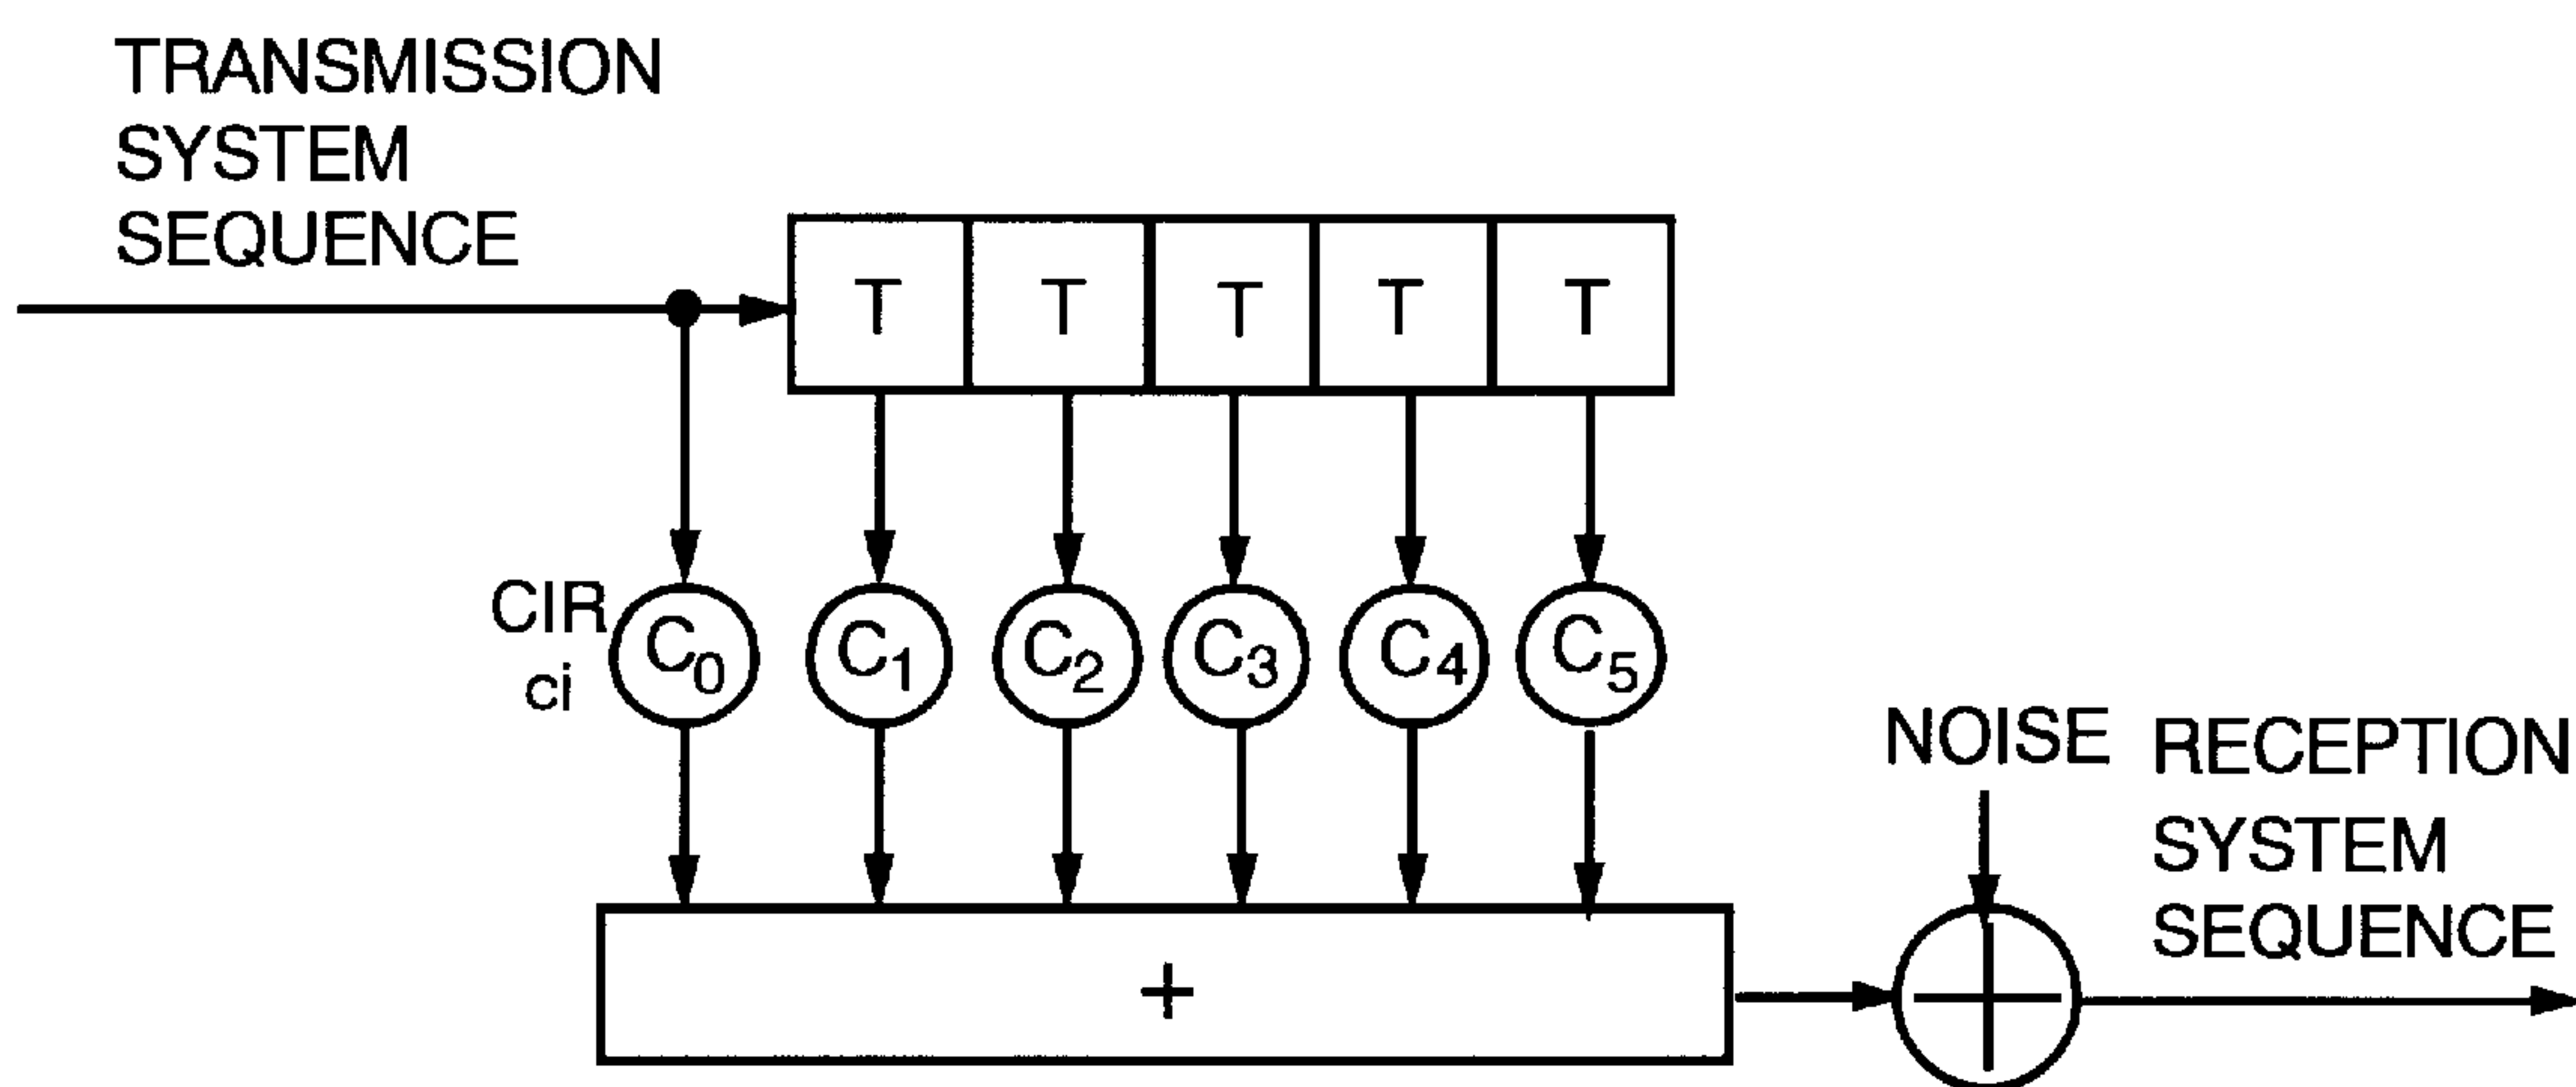 TRANSMISSION
SYSTEM
SEQUENCE
T T T T T
CIR
ci
C0 C1 C2 C3 C4 C5
NOISE
RECEPTION
SYSTEM
SEQUENCE
+